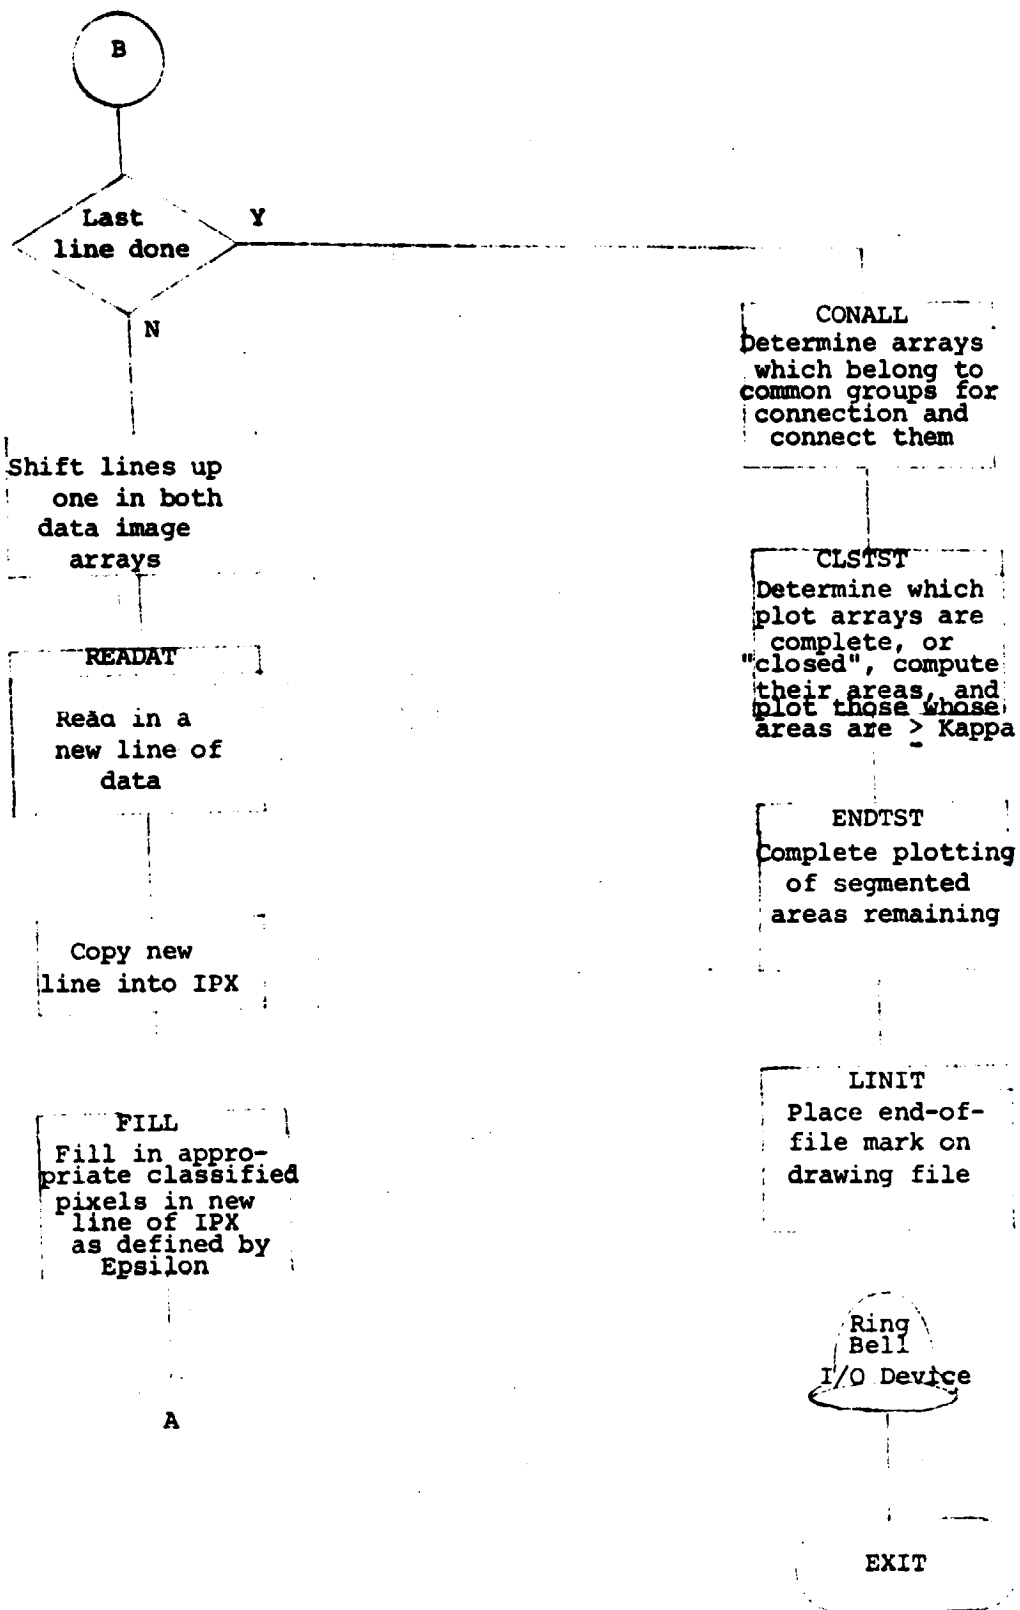 B
Last
line done
Y
N
Shift lines up
one in both
data image
arrays
READAT
Read in a
new line of
data
Copy new
line into IPX
FILL
Fill in appro-
priate classified
pixels in new
line of IPX
as defined by
Epsilon
A
CONALL
Determine arrays
which belong to
common groups for
connection and
connect them
CLSTST
Determine which
plot arrays are
complete, or
"closed", compute
their areas, and
plot those whose
areas are ≥ Kappa
ENDTST
Complete plotting
of segmented
areas remaining
LINIT
Place end-of-
file mark on
drawing file
Ring
Bell
I/O Device
EXIT